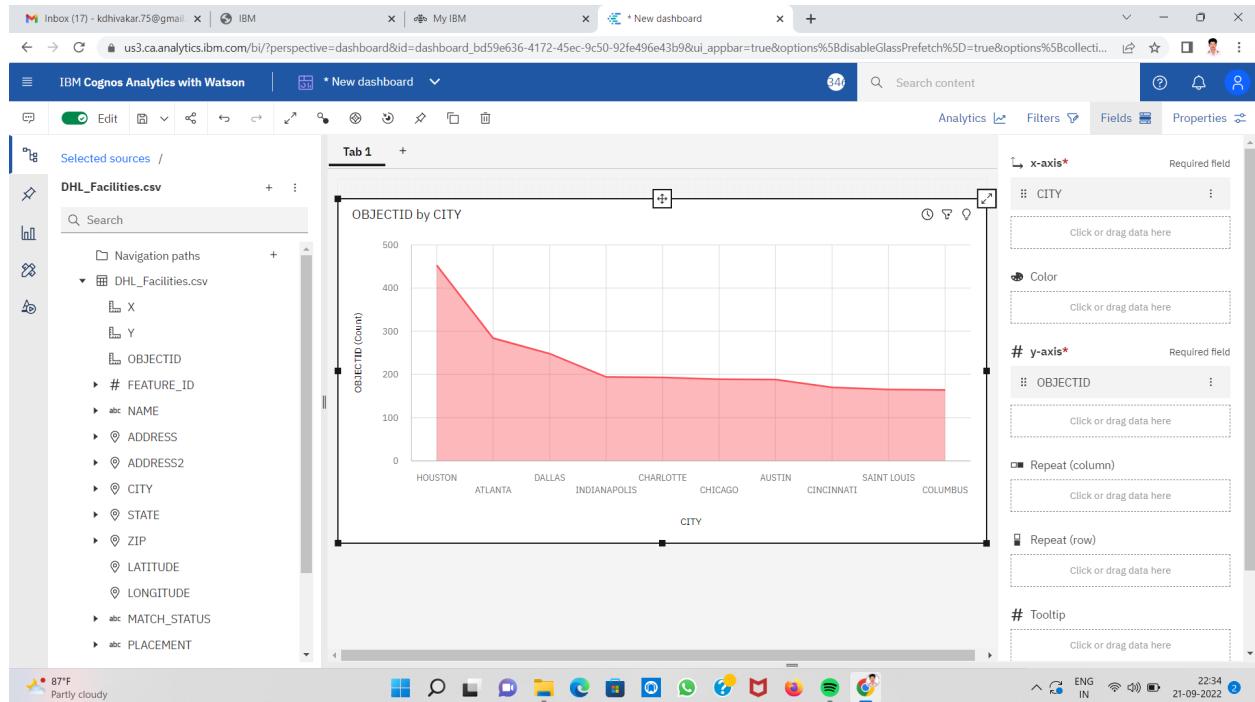 Inbox (17) - kdhivakar.75@gmail.
IBM
My IBM
* New dashboard
us3.ca.analytics.ibm.com/bi/?perspective=dashboard&id=dashboard_bd59e636-4172-45ec-9c50-92fe496e43b9&ui_appbar=true&options%5BdisableGlassPrefetch%5D=true&options%5Bcollecti...
IBM Cognos Analytics with Watson
* New dashboard
Search content
Edit
Analytics
Filters
Fields
Properties
Selected sources /
DHL_Facilities.csv
Search
Navigation paths
DHL_Facilities.csv
X
Y
OBJECTID
# FEATURE_ID
abc NAME
ADDRESS
ADDRESS2
CITY
STATE
ZIP
LATITUDE
LONGITUDE
abc MATCH_STATUS
abc PLACEMENT
Tab 1 +
OBJECTID by CITY
OBJECTID (Count)
500
400
300
200
100
0
HOUSTON
ATLANTA
DALLAS
INDIANAPOLIS
CHARLOTTE
CHICAGO
AUSTIN
CINCINNATI
SAINT LOUIS
COLUMBUS
CITY
x-axis* Required field
CITY
Click or drag data here
Color
Click or drag data here
# y-axis* Required field
OBJECTID
Click or drag data here
Repeat (column)
Click or drag data here
Repeat (row)
Click or drag data here
# Tooltip
Click or drag data here
87°F
Partly cloudy
ENG
IN
22:34
21-09-2022
2